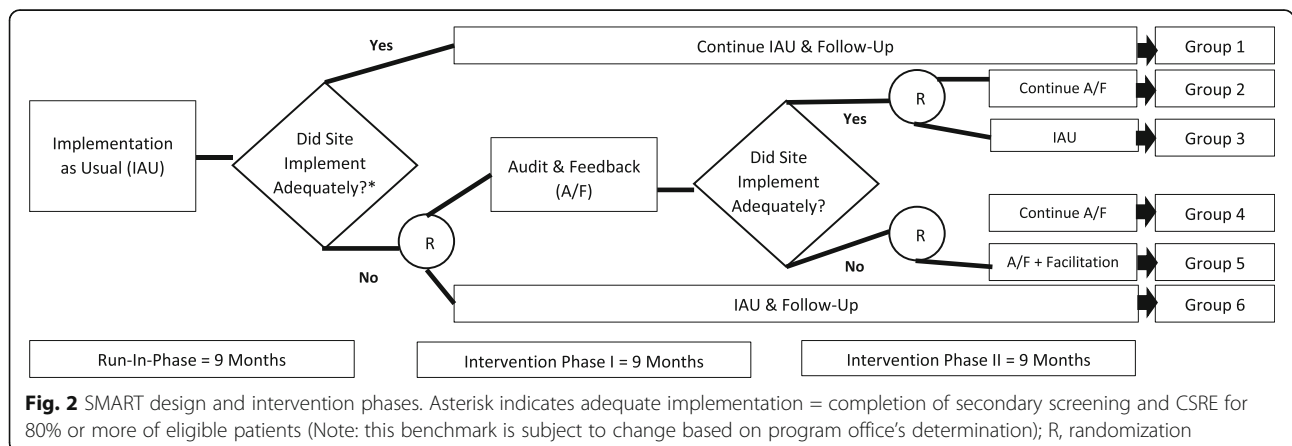 Yes
Continue IAU & Follow-Up
Group 1
Implementation
as Usual (IAU)
Did Site
Implement
Adequately?*
No
R
Audit & Feedback
(A/F)
Did Site
Implement
Adequately?
Yes
R
Continue A/F
Group 2
IAU
Group 3
No
R
Continue A/F
Group 4
A/F + Facilitation
Group 5
IAU & Follow-Up
Group 6
Run-In-Phase = 9 Months
Intervention Phase I = 9 Months
Intervention Phase II = 9 Months
Fig. 2 SMART design and intervention phases. Asterisk indicates adequate implementation = completion of secondary screening and CSRE for
80% or more of eligible patients (Note: this benchmark is subject to change based on program office's determination); R, randomization